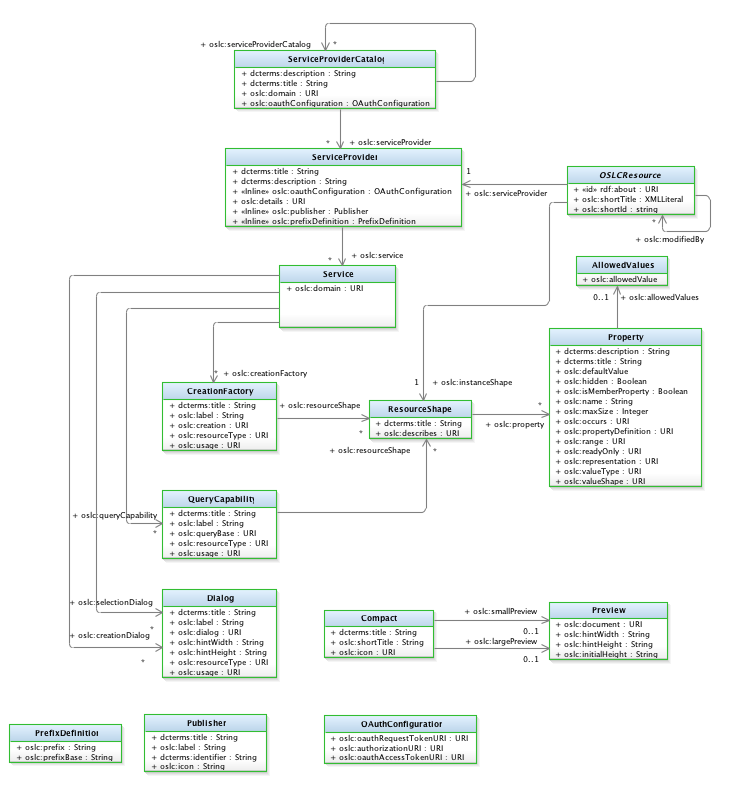 + oslc:serviceProviderCatalog
*
ServiceProviderCatalog
+ dcterms:description : String
+ dcterms:title : String
+ oslc:domain : URI
+ oslc:oauthConfiguration : OAuthConfiguration
*
+ oslc:serviceProvider
ServiceProvider
+ dcterms:title : String
+ dcterms:description : String
+ «Inline» oslc:oauthConfiguration : OAuthConfiguration
+ oslc:details : URI
+ «Inline» oslc:publisher : Publisher
+ «Inline» oslc:prefixDefinition : PrefixDefinition
1
+ oslc:serviceProvider
OSLCResource
+ «id» rdf:about : URI
+ oslc:shortTitle : XMLLiteral
+ oslc:shortId : string
*
+ oslc:modifiedBy
*
+ oslc:service
Service
+ oslc:domain : URI
AllowedValues
+ oslc:allowedValue
0..1
+ oslc:allowedValues
Property
+ dcterms:description : String
+ dcterms:title : String
+ oslc:defaultValue
+ oslc:hidden : Boolean
+ oslc:isMemberProperty : Boolean
+ oslc:name : String
+ oslc:maxSize : Integer
+ oslc:occurs : URI
+ oslc:propertyDefinition : URI
+ oslc:range : URI
+ oslc:readOnly : URI
+ oslc:representation : URI
+ oslc:valueType : URI
+ oslc:valueShape : URI
*
+ oslc:creationFactory
1
+ oslc:instanceShape
CreationFactory
+ dcterms:title : String
+ oslc:label : String
+ oslc:creation : URI
+ oslc:resourceType : URI
+ oslc:usage : URI
+ oslc:resourceShape
*
ResourceShape
+ dcterms:title : String
+ oslc:describes : URI
*
+ oslc:property
+ oslc:resourceShape
*
QueryCapability
+ dcterms:title : String
+ oslc:label : String
+ oslc:queryBase : URI
+ oslc:resourceType : URI
+ oslc:usage : URI
+ oslc:queryCapability
*
+ oslc:selectionDialog
*
+ oslc:creationDialog
*
Dialog
+ dcterms:title : String
+ oslc:label : String
+ oslc:dialog : URI
+ oslc:hintWidth : String
+ oslc:hintHeight : String
+ oslc:resourceType : URI
+ oslc:usage : URI
Compact
+ dcterms:title : String
+ oslc:shortTitle : String
+ oslc:icon : URI
+ oslc:smallPreview
0..1
+ oslc:largePreview
0..1
Preview
+ oslc:document : URI
+ oslc:hintWidth : String
+ oslc:hintHeight : String
+ oslc:initialHeight : String
PrefixDefinition
+ oslc:prefix : String
+ oslc:prefixBase : String
Publisher
+ dcterms:title : String
+ oslc:label : String
+ dcterms:identifier : String
+ oslc:icon : String
OAuthConfiguration
+ oslc:oauthRequestTokenURI : URI
+ oslc:authorizationURI : URI
+ oslc:oauthAccessTokenURI : URI